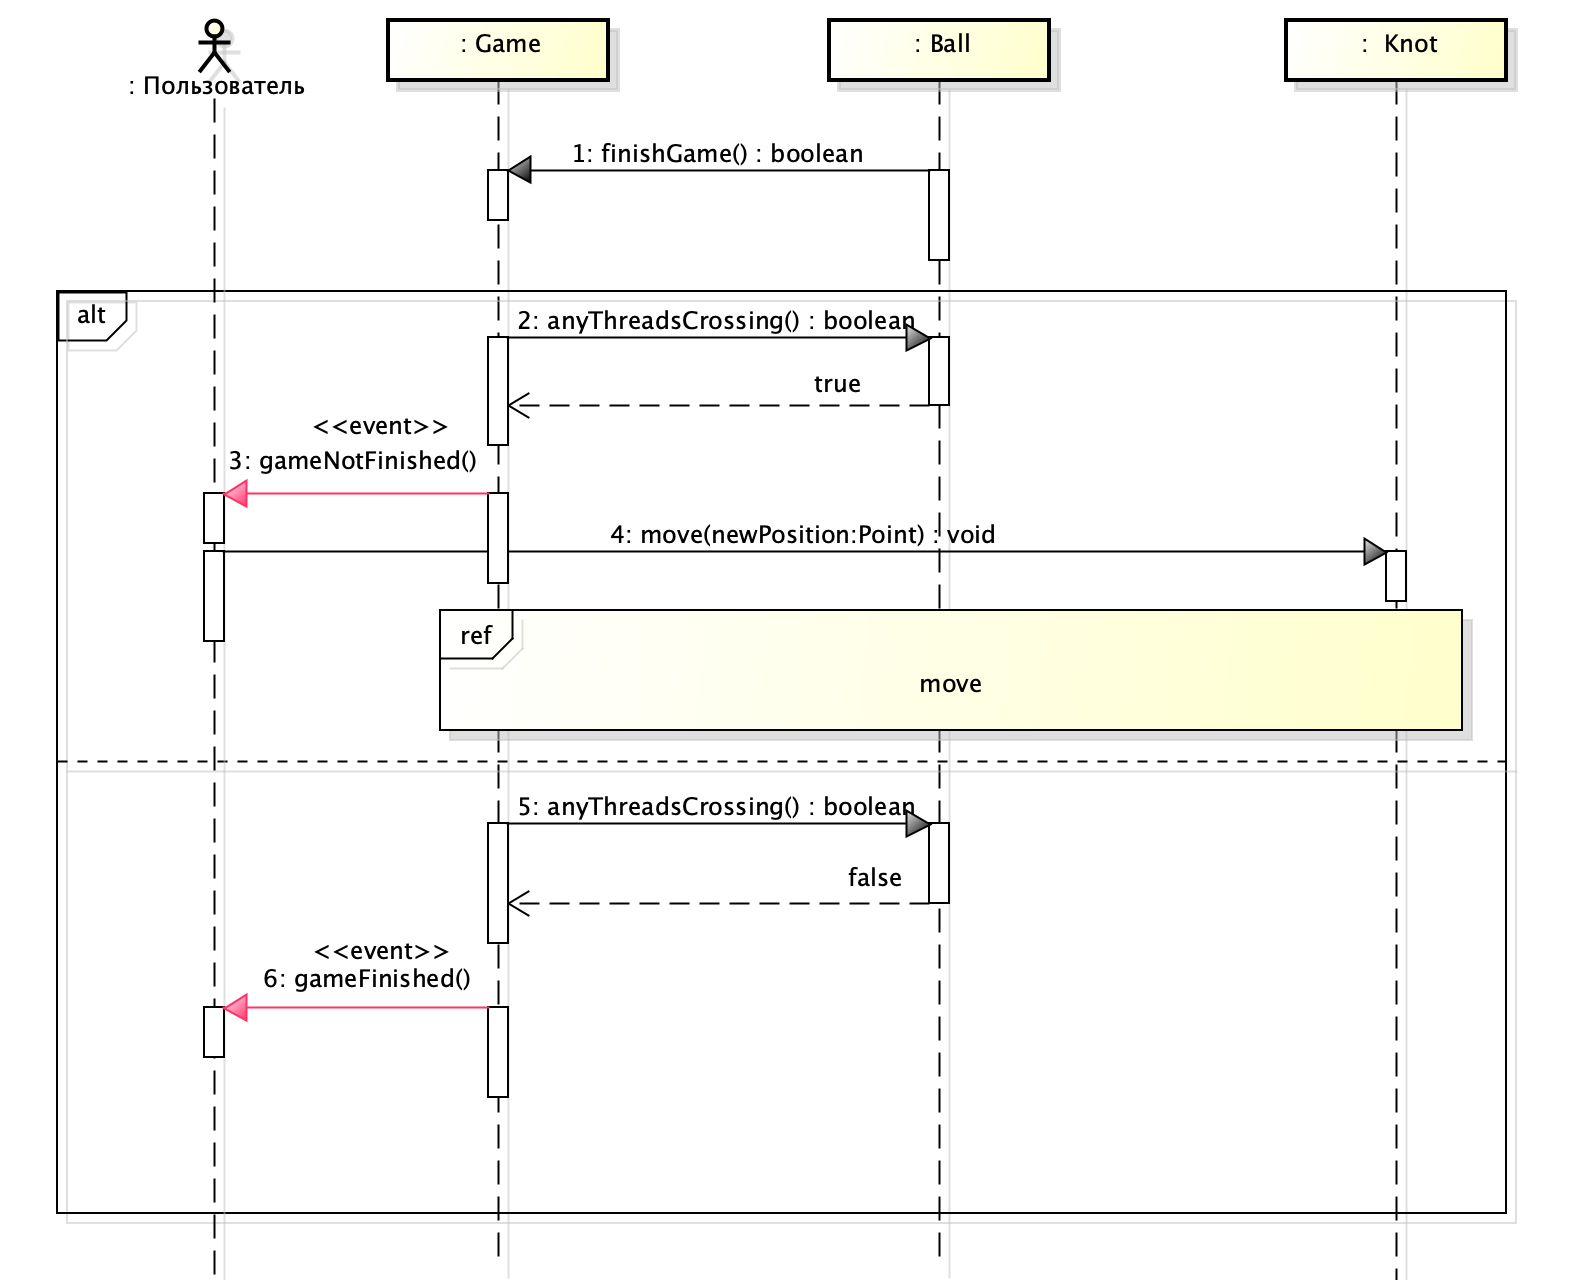 : Пользователь
: Game
: Ball
: Knot
1: finishGame() : boolean
alt
2: anyThreadsCrossing() : boolean
true
<<event>>
3: gameNotFinished()
4: move(newPosition:Point) : void
ref
move
5: anyThreadsCrossing() : boolean
false
<<event>>
6: gameFinished()